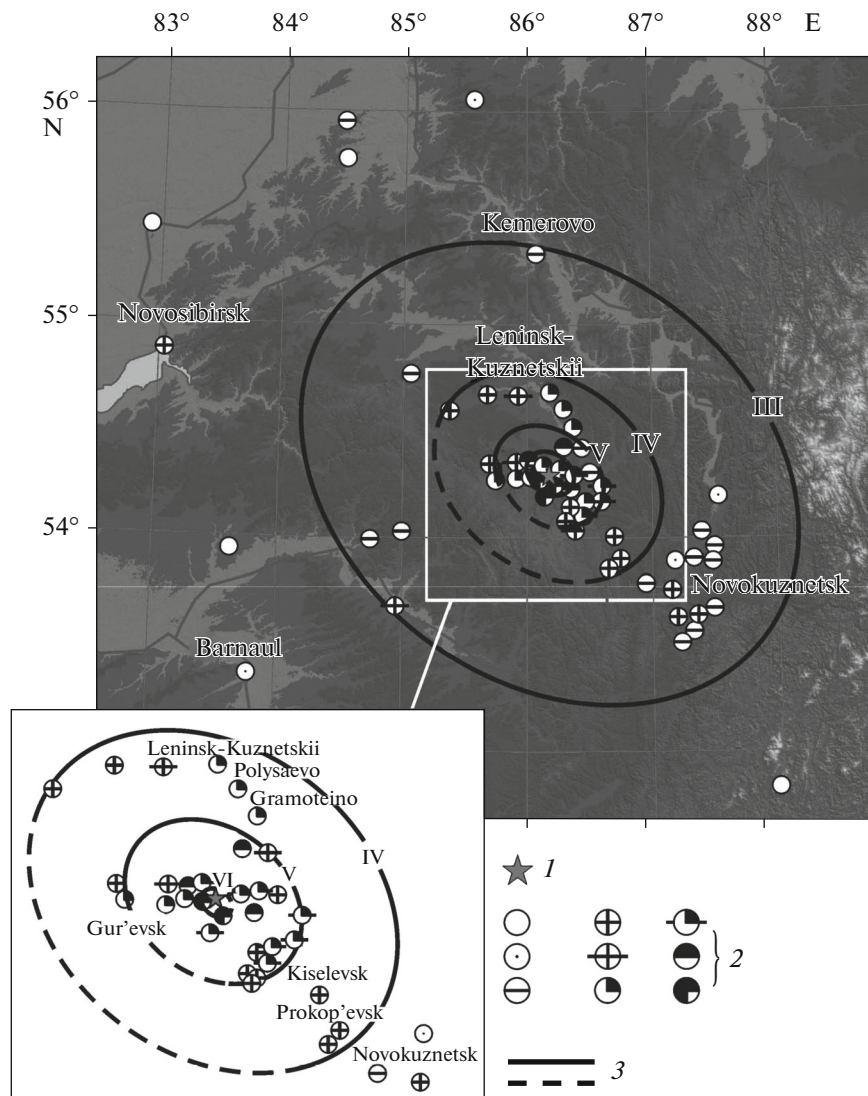 83° 84° 85° 86° 87° 88° E
56°
N
Kemerovo
55°
Novosibirsk
Leninsk-
Kuznetskii
III
IV
V
54°
Novokuznetsk
Barnaul
Leninsk-Kuznetskii
Polysaevo
Gramoteino
IV
V
VI
Gur'evsk
Kiselevsk
Prokop'evsk
Novokuznetsk
1
2
3